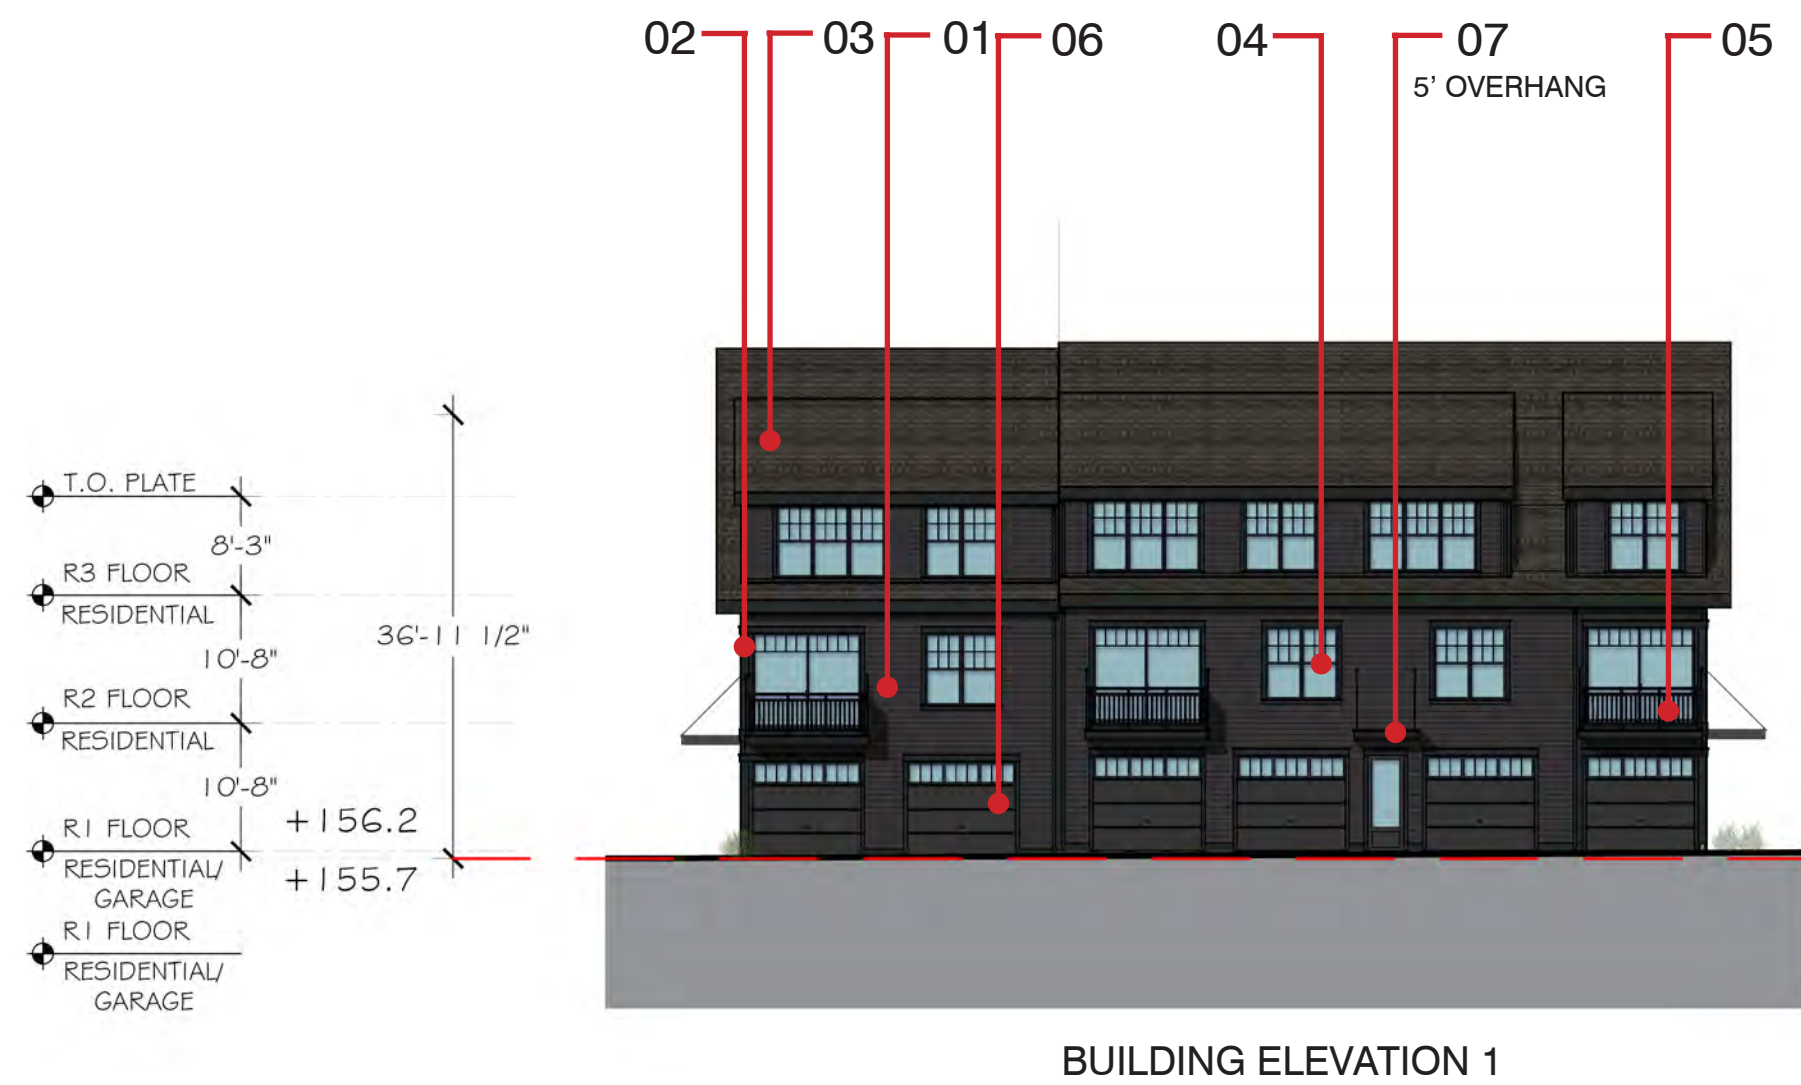 02 03 01 06 04 07 05
5’ OVERHANG
T.O. PLATE
8'-3"
R3 FLOOR
RESIDENTIAL
36'-11 1/2"
10'-8"
R2 FLOOR
RESIDENTIAL
10'-8"
R1 FLOOR
+156.2
RESIDENTIAL/
GARAGE
+155.7
R1 FLOOR
RESIDENTIAL/
GARAGE
BUILDING ELEVATION 1